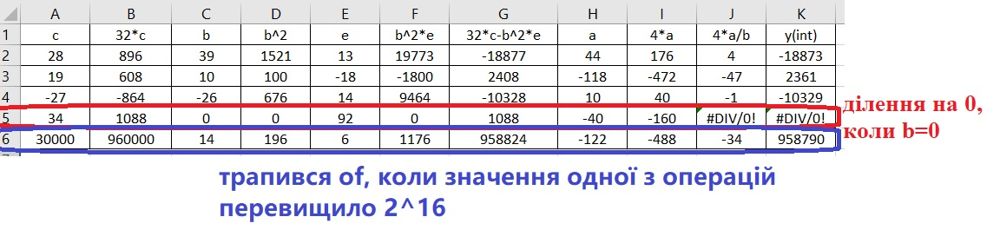 A B C D E F G H I J K
1 c 32*c b b^2 e b^2*e 32*c-b^2*e a 4*a 4*a/b y(int)
2 28 896 39 1521 13 19773 -18877 44 176 4 -18873
3 19 608 10 100 -18 -1800 2408 -118 -472 -47 2361
4 -27 -864 -26 676 14 9464 -10328 10 40 -1 -10329
5 34 1088 0 0 92 0 1088 -40 -160 #DIV/0! #DIV/0!
6 30000 960000 14 196 6 1176 958824 -122 -488 -34 958790
ділення на 0,
коли b=0
трапився of, коли значення одної з операцій
перевищило 2^16